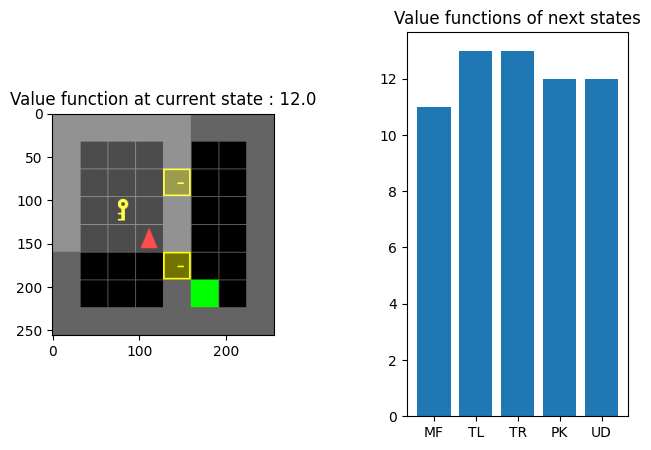 Value function at current state : 12.0
0
50
100
150
200
250
0
100
200
Value functions of next states
12
10
8
6
4
2
0
MF
TL
TR
PK
UD